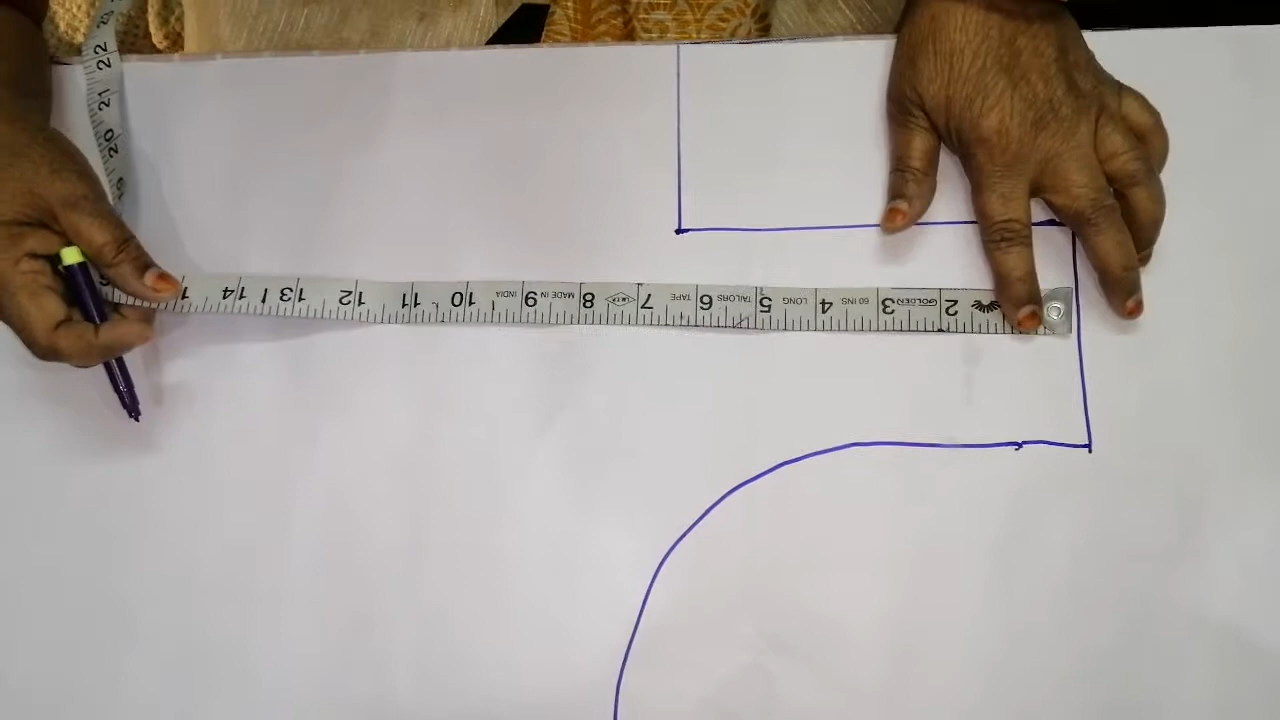 GOLDEN
60 INS
LONG
TAILORS
TAPE
MADE IN
INDIA
2 3 4 5 6 7 8 9 10 11 12 13 14
20 21 22